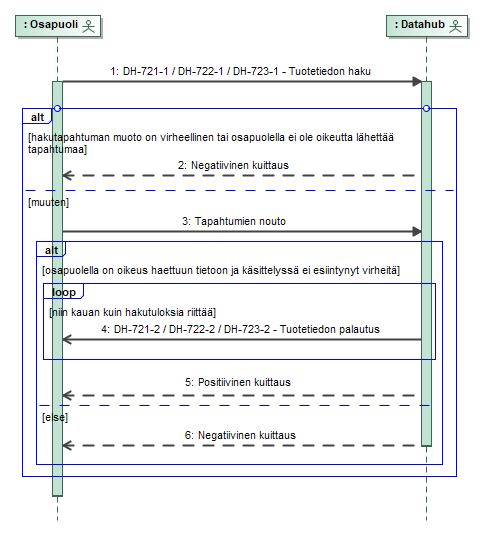 : Osapuoli
: Datahub
1: DH-721-1 / DH-722-1 / DH-723-1 - Tuotetiedon haku
alt
[hakutapahtuman muoto on virheellinen tai osapuolella ei ole oikeutta lähettää
tapahtumaa]
2: Negatiivinen kuittaus
[muuten]
3: Tapahtumien nouto
alt
[osapuolella on oikeus haettuun tietoon ja käsittelyssä ei esiintynyt virheitä]
loop
[niin kauan kuin hakutuloksia riittää]
4: DH-721-2 / DH-722-2 / DH-723-2 - Tuotetiedon palautus
5: Positiivinen kuittaus
[else]
6: Negatiivinen kuittaus